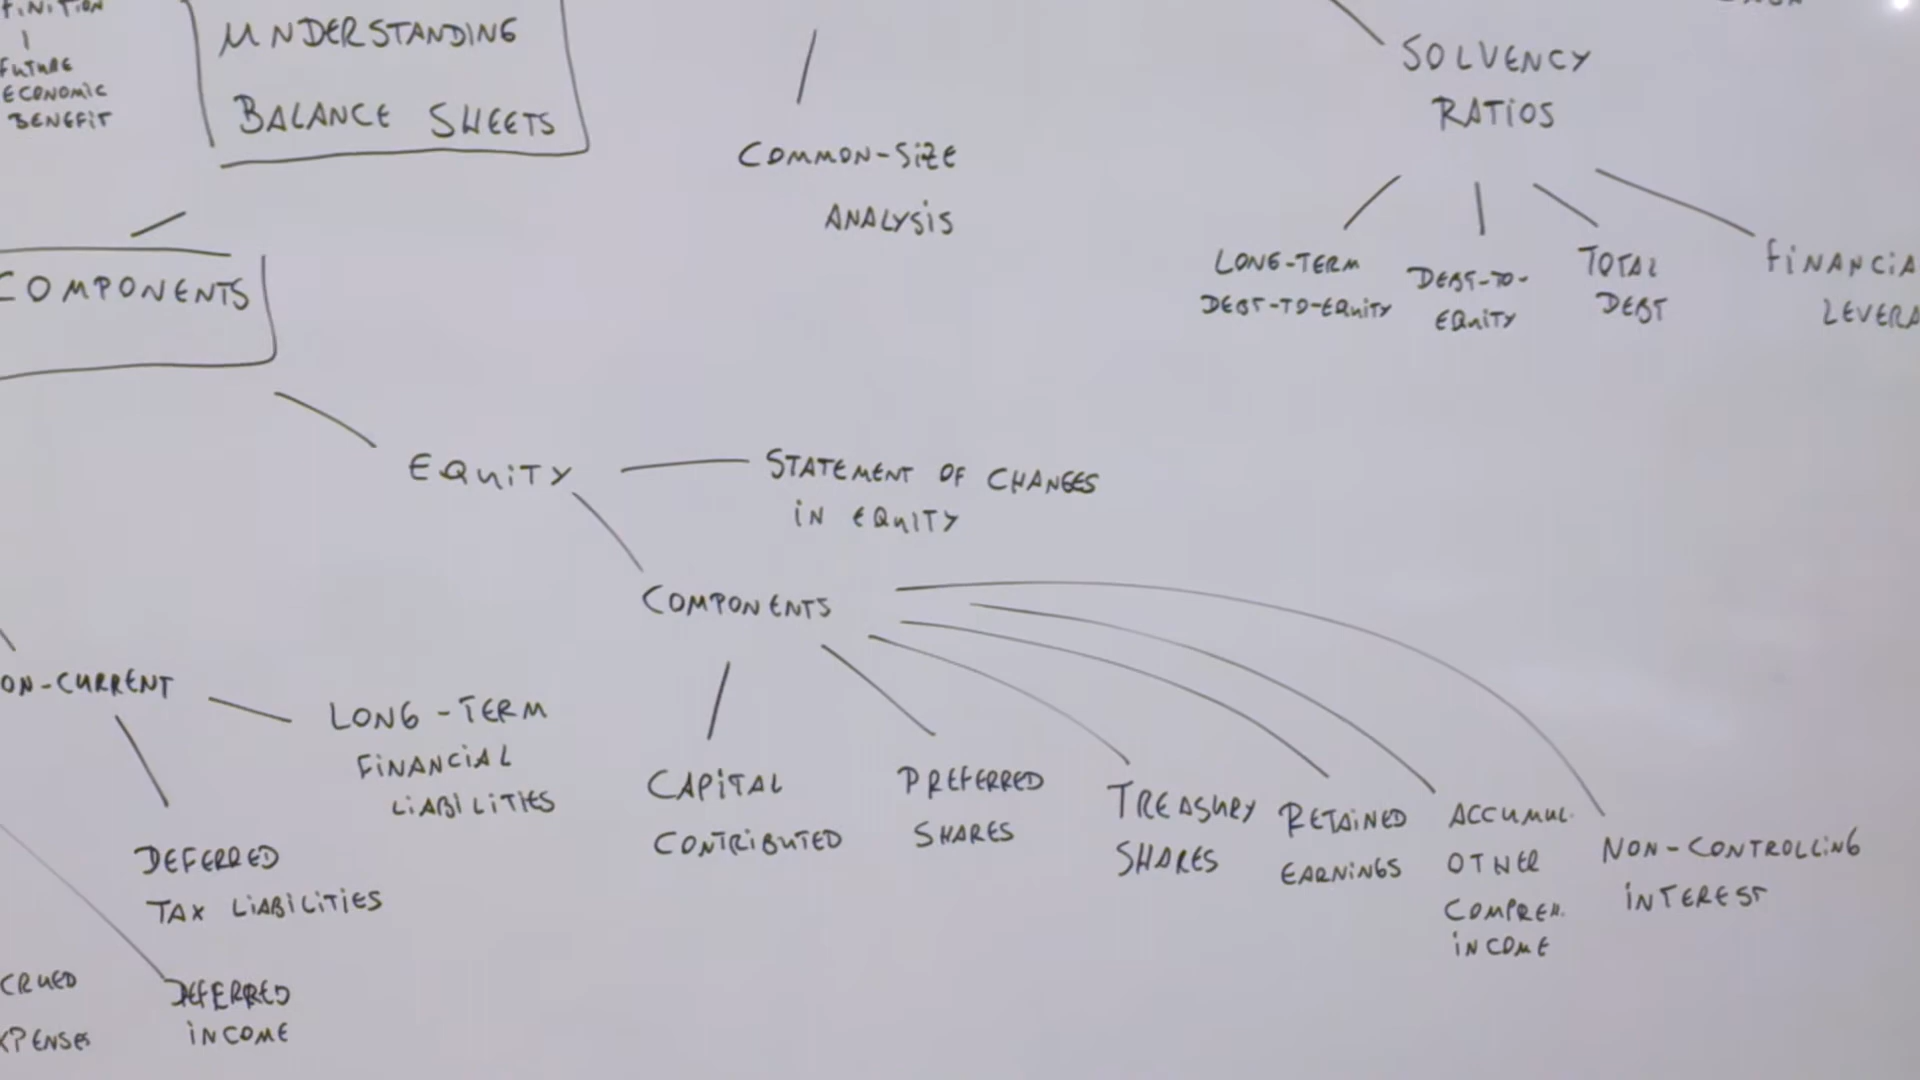 FUTURE
ECONOMIC
BENEFIT
UNDERSTANDING
BALANCE SHEETS
COMMON-SIZE
ANALYSIS
SOLVENCY
RATIOS
LONG-TERM
DEBT-TO-EQUITY
DEBT-TO-
EQUITY
TOTAL
DEBT
FINANCIA
LEVERA
COMPONENTS
EQUITY
STATEMENT OF CHANGES
IN EQUITY
COMPONENTS
CAPITAL
CONTRIBUTED
PREFERRED
SHARES
TREASURY
SHARES
RETAINED
EARNINGS
ACCUMUL.
OTHER
COMPREH.
INCOME
NON-CONTROLLING
INTEREST
ON-CURRENT
LONG-TERM
FINANCIAL
LIABILITIES
DEFERRED
TAX LIABILITIES
CRUED
XPENSES
DEFERRED
INCOME